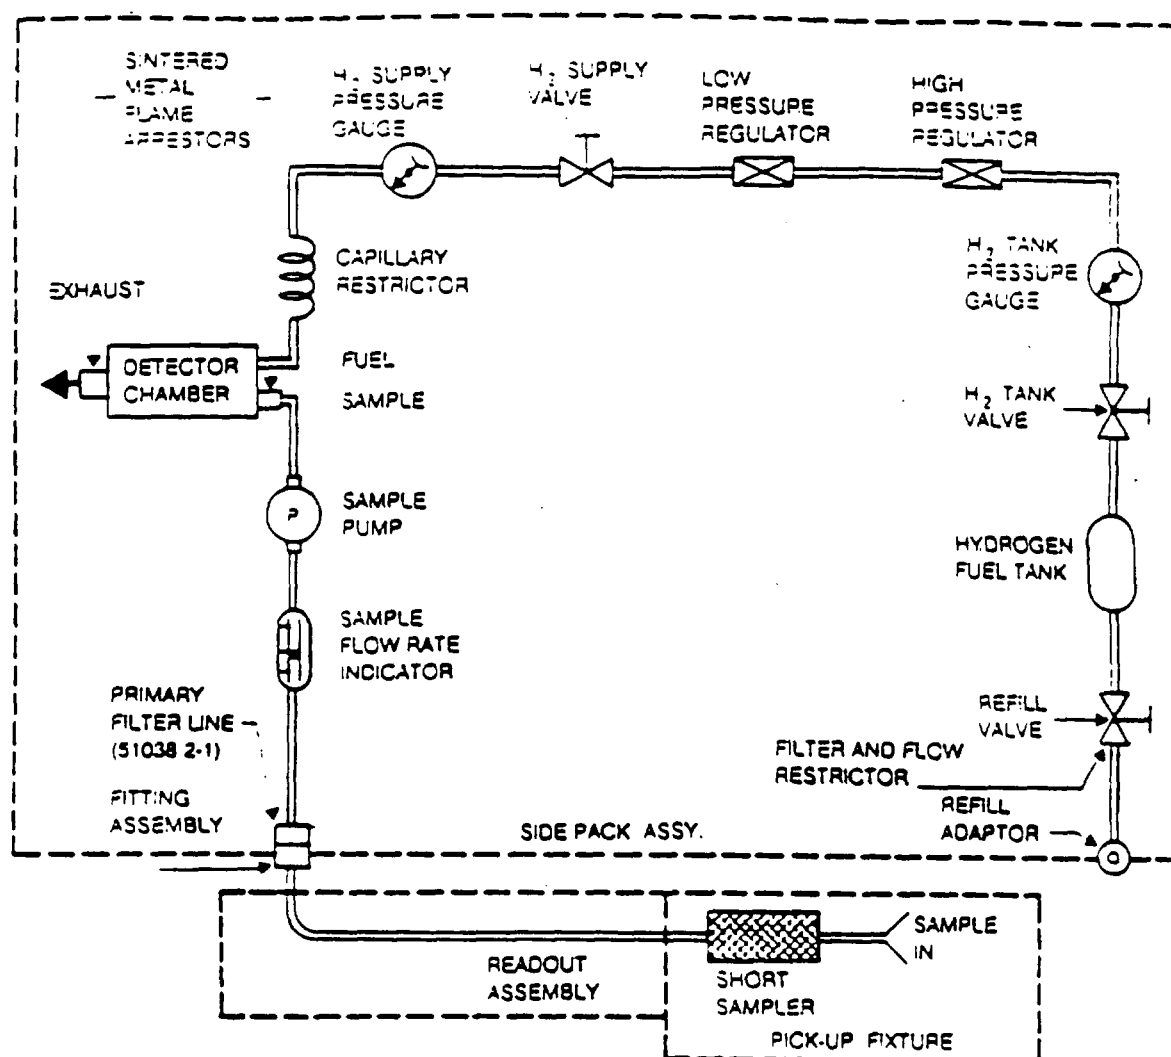 SINTERED
METAL
FLAME
ARRESTORS
H2 SUPPLY
PRESSURE
GAUGE
H2 SUPPLY
VALVE
LOW
PRESSURE
REGULATOR
HIGH
PRESSURE
REGULATOR
CAPILLARY
RESTRICTOR
H2 TANK
PRESSURE
GAUGE
EXHAUST
DETECTOR
CHAMBER
FUEL
SAMPLE
H2 TANK
VALVE
P
SAMPLE
PUMP
HYDROGEN
FUEL TANK
SAMPLE
FLOW RATE
INDICATOR
PRIMARY
FILTER LINE
(51038 2-1)
REFILL
VALVE
FILTER AND FLOW
RESTRICTOR
FITTING
ASSEMBLY
SIDE PACK ASSY.
REFILL
ADAPTOR
SAMPLE
IN
READOUT
ASSEMBLY
SHORT
SAMPLER
PICK-UP FIXTURE